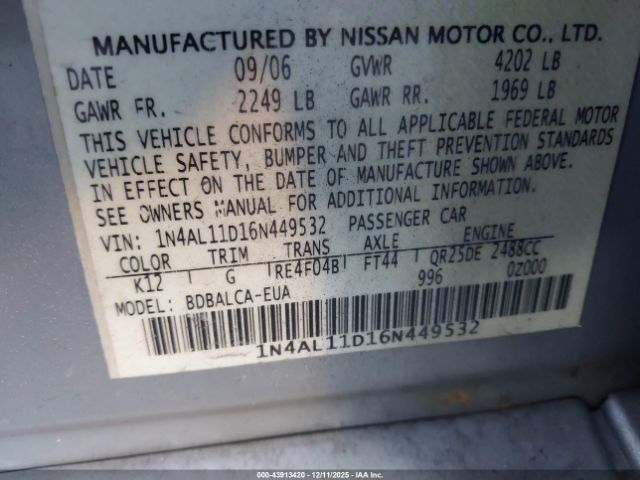 MANUFACTURED BY NISSAN MOTOR CO., LTD.
DATE 09/06 GVWR 4202 LB
GAWR FR. 2249 LB GAWR RR. 1969 LB
THIS VEHICLE CONFORMS TO ALL APPLICABLE FEDERAL MOTOR
VEHICLE SAFETY, BUMPER AND THEFT PREVENTION STANDARDS
IN EFFECT ON THE DATE OF MANUFACTURE SHOWN ABOVE.
SEE OWNERS MANUAL FOR ADDITIONAL INFORMATION.
VIN: 1N4AL11D16N449532 PASSENGER CAR
COLOR TRIM TRANS AXLE ENGINE
K12 G RE4F04B FT44 QR25DE 2488CC
996 0Z000
MODEL: BDBALCA-EUA
1N4AL11D16N449532
000-43913420 - 12/11/2025 - IAA, Inc.